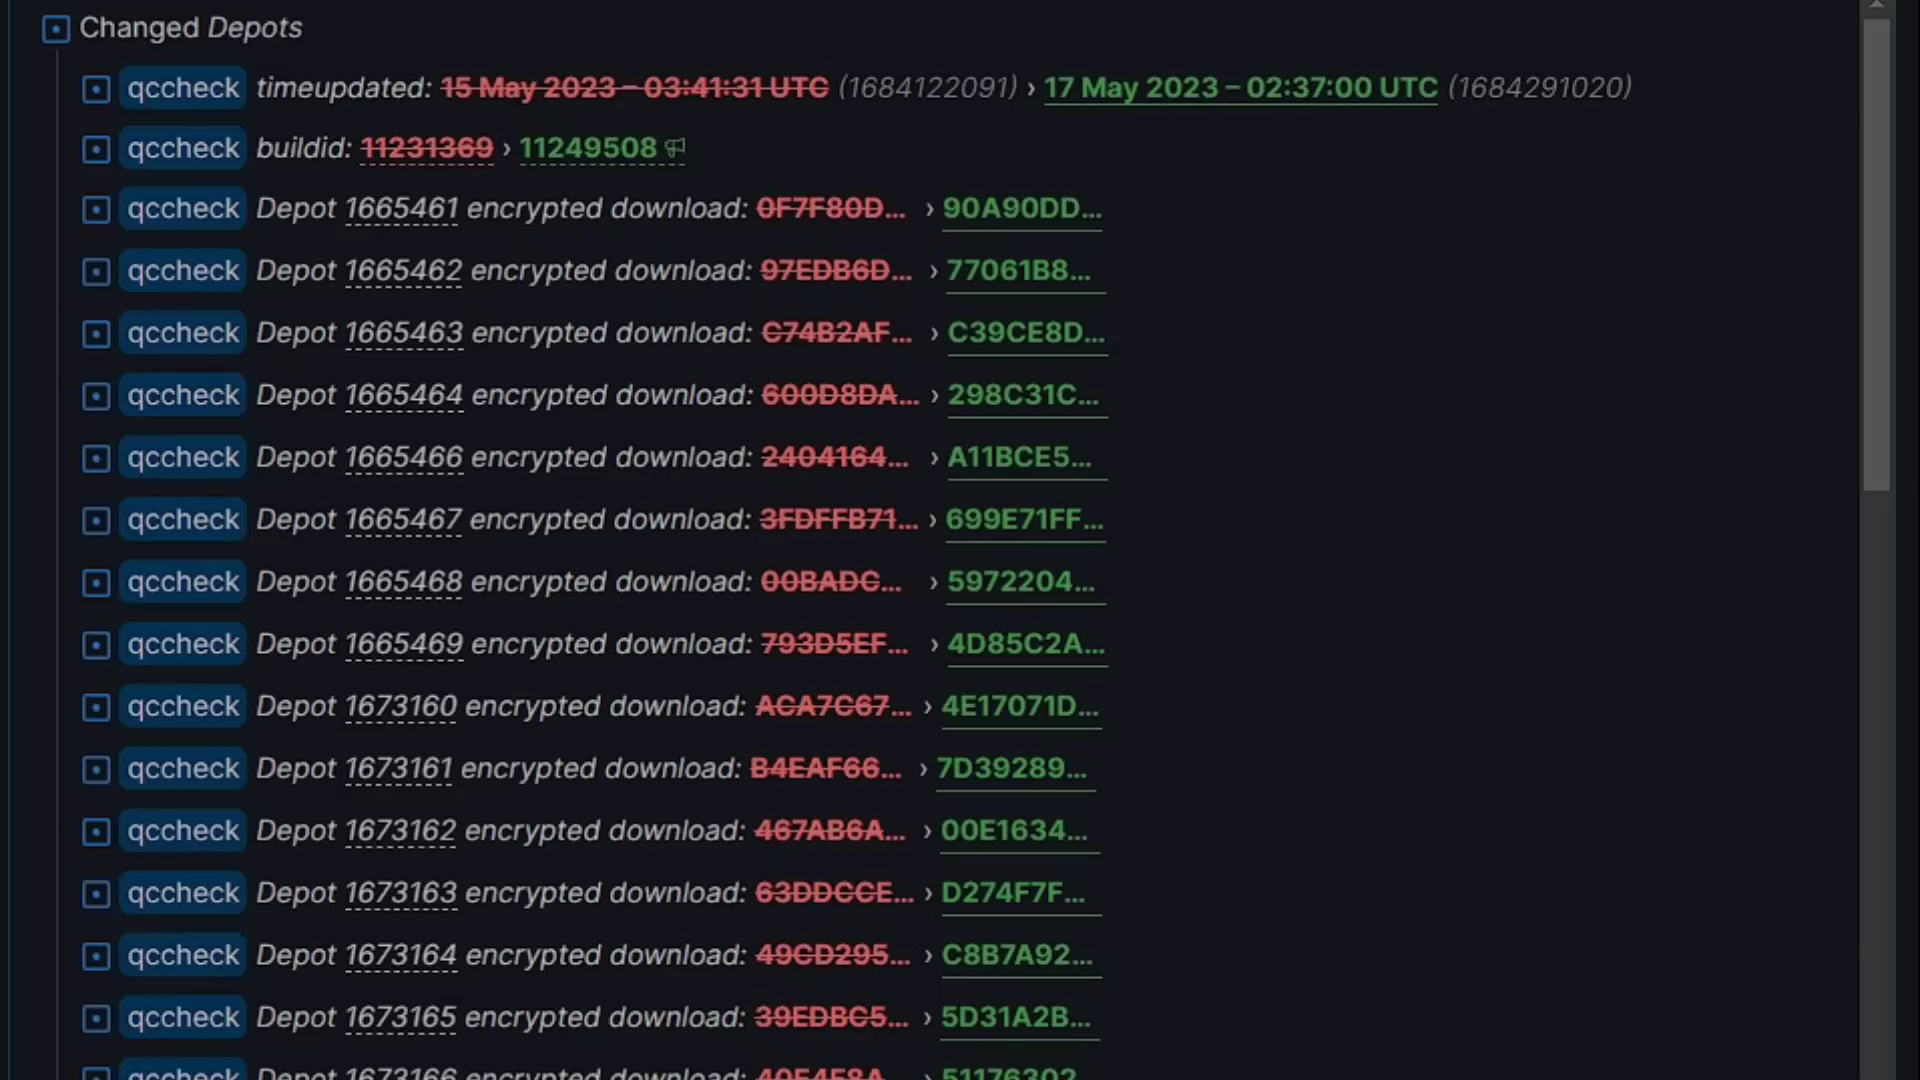 Changed Depots
qccheck timeupdated: 15 May 2023 – 03:41:31 UTC (1684122091) › 17 May 2023 – 02:37:00 UTC (1684291020)
qccheck buildid: 11231369 › 11249508
qccheck Depot 1665461 encrypted download: 0F7F80D... › 90A90DD...
qccheck Depot 1665462 encrypted download: 97EDB6D... › 77061B8...
qccheck Depot 1665463 encrypted download: C74B2AF... › C39CE8D...
qccheck Depot 1665464 encrypted download: 600D8DA... › 298C31C...
qccheck Depot 1665466 encrypted download: 2404164... › A11BCE5...
qccheck Depot 1665467 encrypted download: 3FDFFB71... › 699E71FF...
qccheck Depot 1665468 encrypted download: 00BADC... › 5972204...
qccheck Depot 1665469 encrypted download: 793D5EF... › 4D85C2A...
qccheck Depot 1673160 encrypted download: ACA7C67... › 4E17071D...
qccheck Depot 1673161 encrypted download: B4EAF66... › 7D39289...
qccheck Depot 1673162 encrypted download: 467AB6A... › 00E1634...
qccheck Depot 1673163 encrypted download: 63DDCCE... › D274F7F...
qccheck Depot 1673164 encrypted download: 49CD295... › C8B7A92...
qccheck Depot 1673165 encrypted download: 39EDBC5... › 5D31A2B...
qccheck Depot 1673166 encrypted download: › 51176302